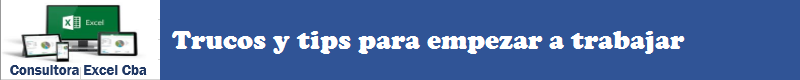 Excel
Trucos y tips para empezar a trabajar
Consultora Excel Cba